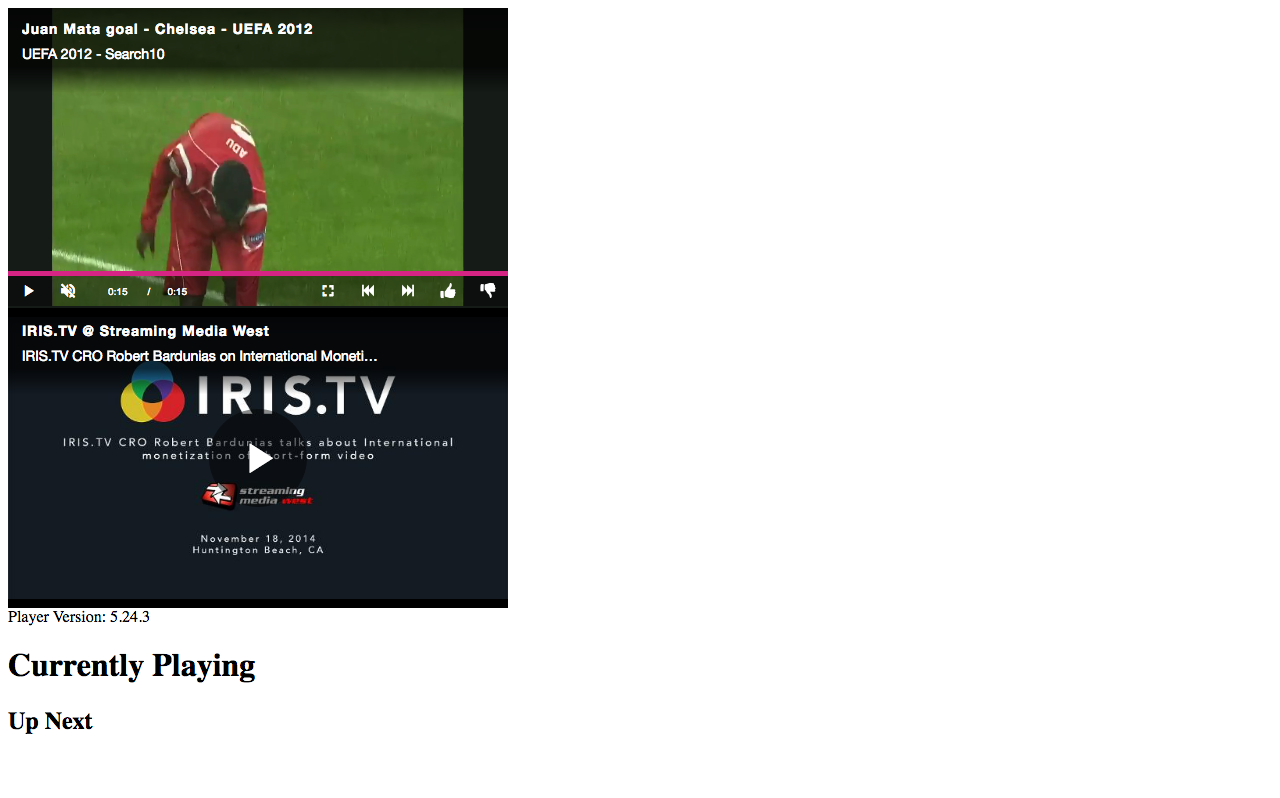 Juan Mata goal - Chelsea - UEFA 2012
UEFA 2012 - Search10
ADU
0:15 / 0:15
IRIS.TV @ Streaming Media West
IRIS.TV CRO Robert Bardunias on International Moneti...
IRIS.TV
IRIS.TV CRO Robert Bardunias talks about International
monetization of short-form video
streaming
media west
November 18, 2014
Huntington Beach, CA
Player Version: 5.24.3
Currently Playing
Up Next